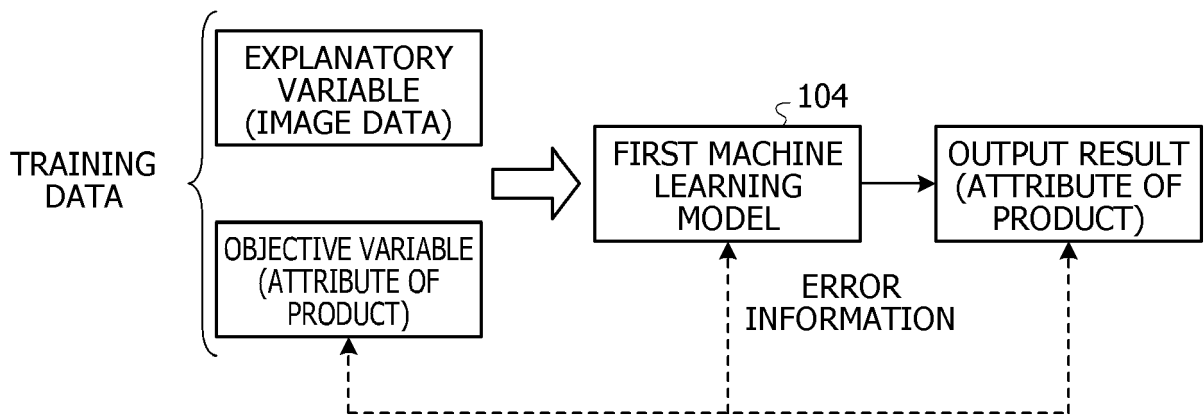 TRAINING
DATA
EXPLANATORY
VARIABLE
(IMAGE DATA)
OBJECTIVE VARIABLE
(ATTRIBUTE OF
PRODUCT)
104
FIRST MACHINE
LEARNING
MODEL
OUTPUT RESULT
(ATTRIBUTE OF
PRODUCT)
ERROR
INFORMATION